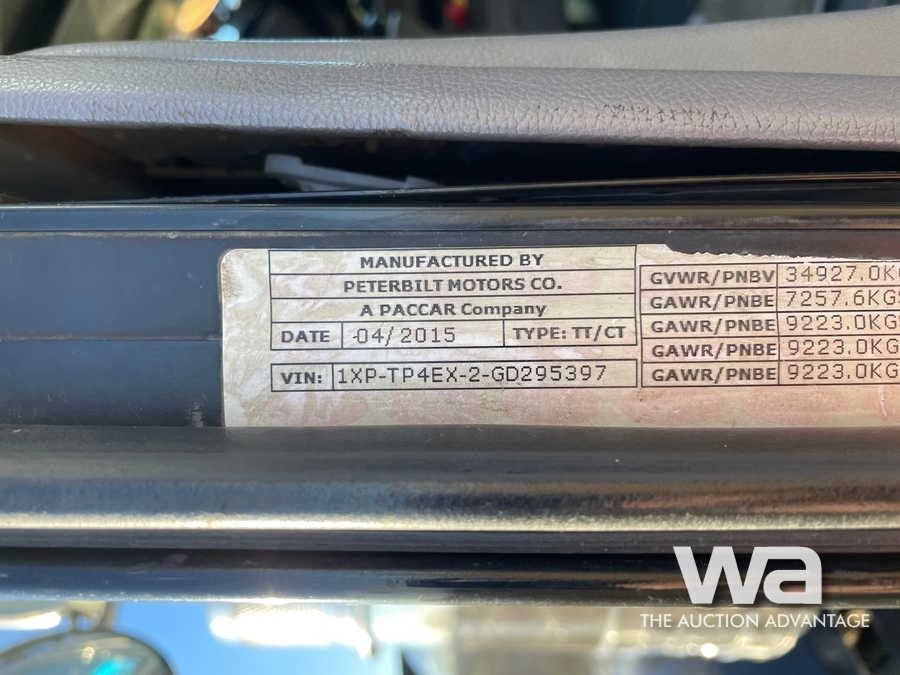 MANUFACTURED BY
PETERBILT MOTORS CO.
A PACCAR Company
DATE 04/2015 TYPE: TT/CT
VIN: 1XP-TP4EX-2-GD295397
GVWR/PNBV 34927.0KG
GAWR/PNBE 7257.6KGS
GAWR/PNBE 9223.0KG
GAWR/PNBE 9223.0KG
GAWR/PNBE 9223.0KG
wa
THE AUCTION ADVANTAGE